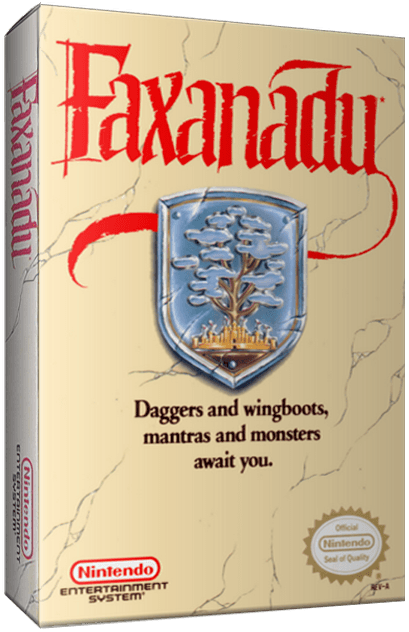 Faxanadu
Faxanadu
Daggers and wingboots,
mantras and monsters
await you.
Nintendo
ENTERTAINMENT
SYSTEM
Nintendo
ENTERTAINMENT
SYSTEM
Official
Nintendo
Seal of Quality
REV-A